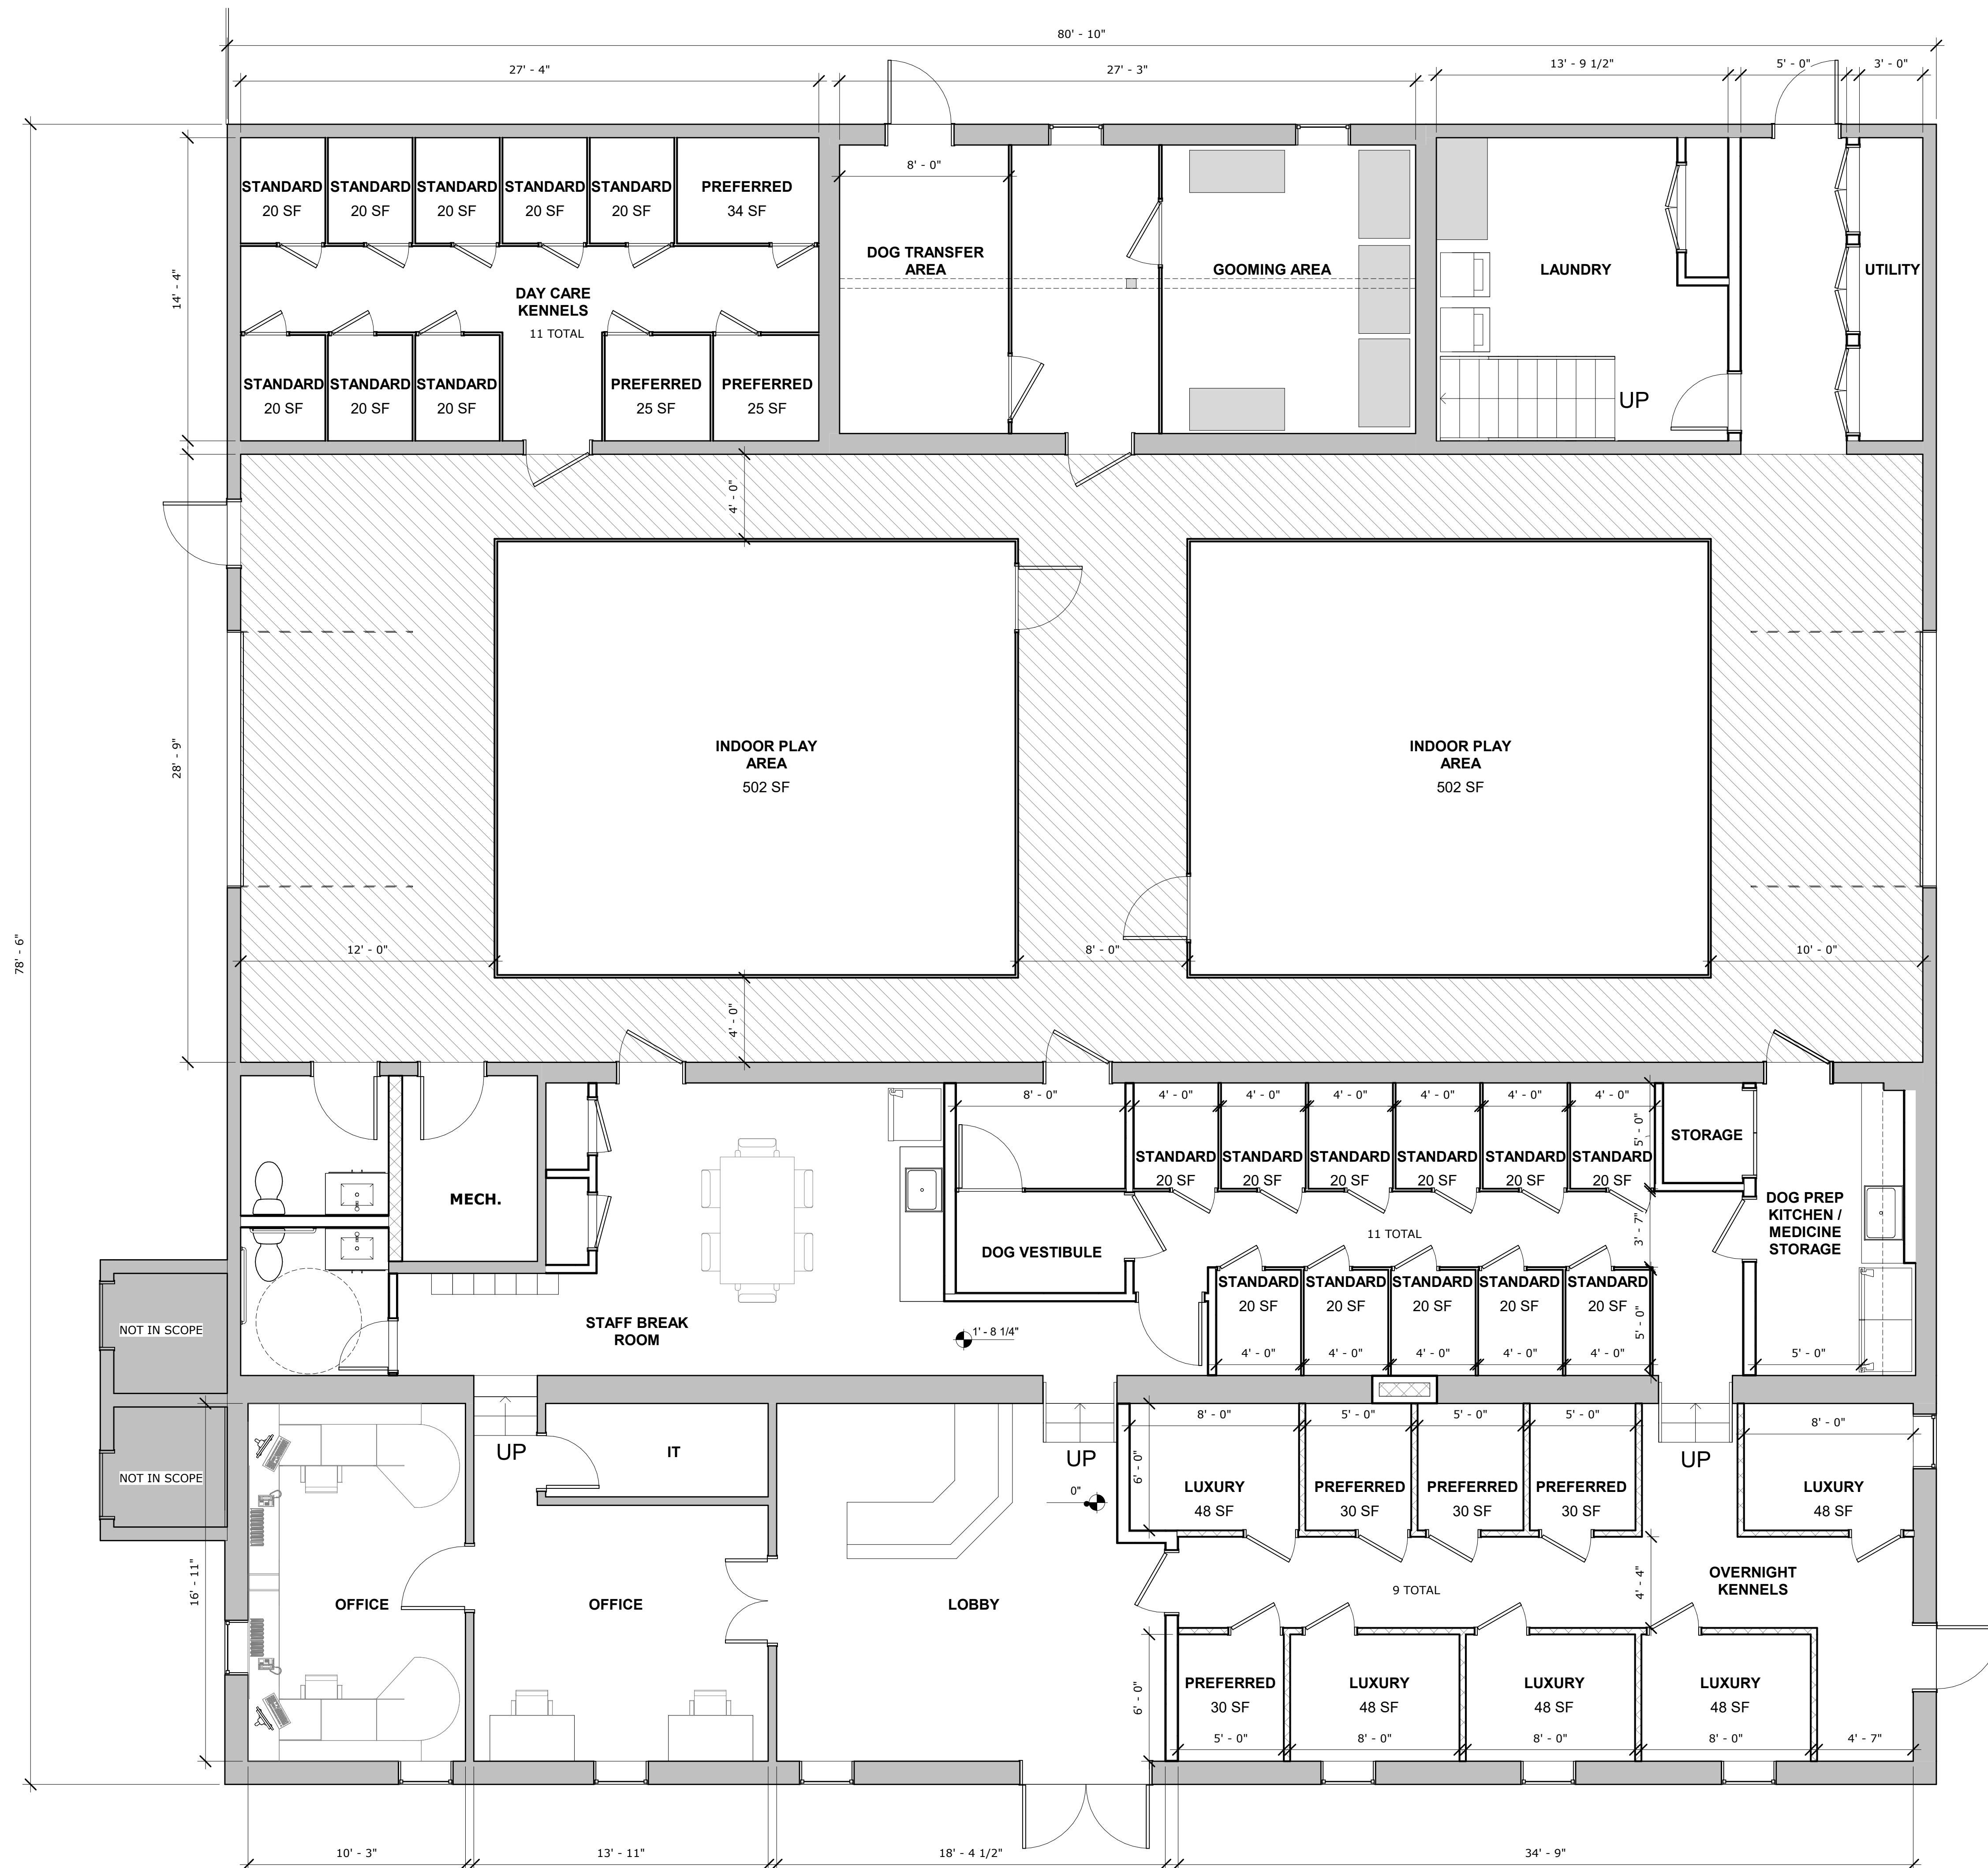 80' - 10"
27' - 4"
27' - 3"
13' - 9 1/2"
5' - 0"
3' - 0"
STANDARD
20 SF
STANDARD
20 SF
STANDARD
20 SF
STANDARD
20 SF
STANDARD
20 SF
PREFERRED
34 SF
8' - 0"
DOG TRANSFER
AREA
GOOMING AREA
LAUNDRY
UTILITY
14' - 4"
DAY CARE
KENNELS
11 TOTAL
STANDARD
20 SF
STANDARD
20 SF
STANDARD
20 SF
PREFERRED
25 SF
PREFERRED
25 SF
UP
4' - 0"
28' - 9"
INDOOR PLAY
AREA
502 SF
INDOOR PLAY
AREA
502 SF
78' - 6"
12' - 0"
8' - 0"
10' - 0"
4' - 0"
8' - 0"
4' - 0"
4' - 0"
4' - 0"
4' - 0"
4' - 0"
4' - 0"
5' - 0"
STORAGE
STANDARD
20 SF
STANDARD
20 SF
STANDARD
20 SF
STANDARD
20 SF
STANDARD
20 SF
STANDARD
20 SF
MECH.
DOG PREP
KITCHEN /
MEDICINE
STORAGE
DOG VESTIBULE
11 TOTAL
3' - 7"
STANDARD
20 SF
STANDARD
20 SF
STANDARD
20 SF
STANDARD
20 SF
STANDARD
20 SF
5' - 0"
NOT IN SCOPE
STAFF BREAK
ROOM
1' - 8 1/4"
4' - 0"
4' - 0"
4' - 0"
4' - 0"
4' - 0"
5' - 0"
8' - 0"
5' - 0"
5' - 0"
5' - 0"
8' - 0"
UP
IT
UP
UP
6' - 0"
NOT IN SCOPE
0"
LUXURY
48 SF
PREFERRED
30 SF
PREFERRED
30 SF
PREFERRED
30 SF
LUXURY
48 SF
16' - 11"
4' - 4"
9 TOTAL
OVERNIGHT
KENNELS
OFFICE
OFFICE
LOBBY
6' - 0"
PREFERRED
30 SF
LUXURY
48 SF
LUXURY
48 SF
LUXURY
48 SF
5' - 0"
8' - 0"
8' - 0"
8' - 0"
4' - 7"
10' - 3"
13' - 11"
18' - 4 1/2"
34' - 9"